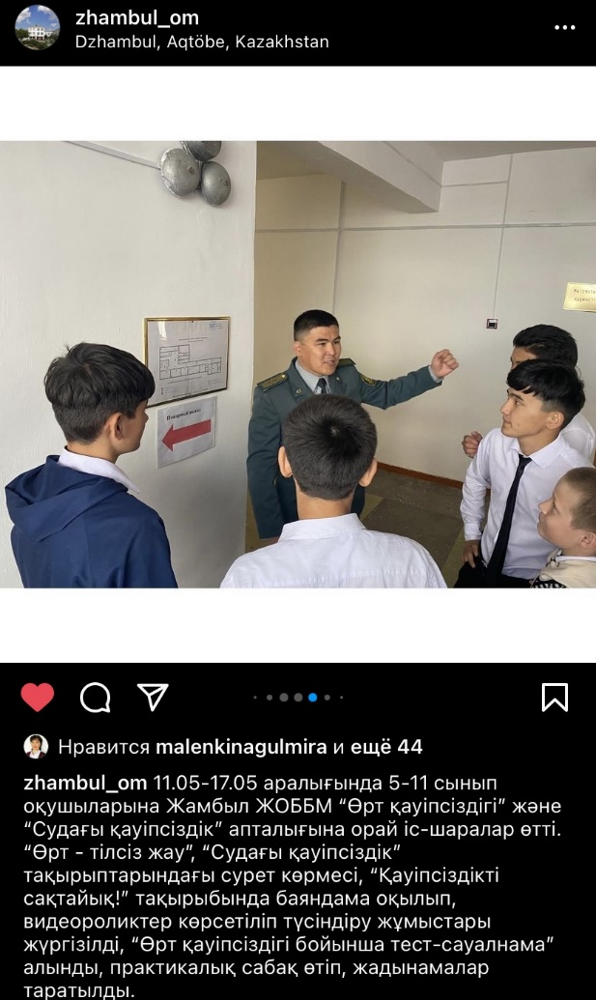 zhambul_om
Dzhambul, Aqtöbe, Kazakhstan
Нравится malenkinagulmira и ещё 44
zhambul_om 11.05-17.05 аралығында 5-11 сынып
оқушыларына Жамбыл ЖОББМ “Өрт қауіпсіздігі” және
“Судағы қауіпсіздік” апталығына орай іс-шаралар өтті.
“Өрт - тілсіз жау”, “Судағы қауіпсіздік”
тақырыптарындағы сурет көрмесі, “Қауіпсіздікті
сақтайық!” тақырыбында баяндама оқылып,
видеороликтер көрсетіліп түсіндіру жұмыстары
жүргізілді, “Өрт қауіпсіздігі бойынша тест-сауалнама”
алынды, практикалық сабақ өтіп, жадынамалар
таратылды.